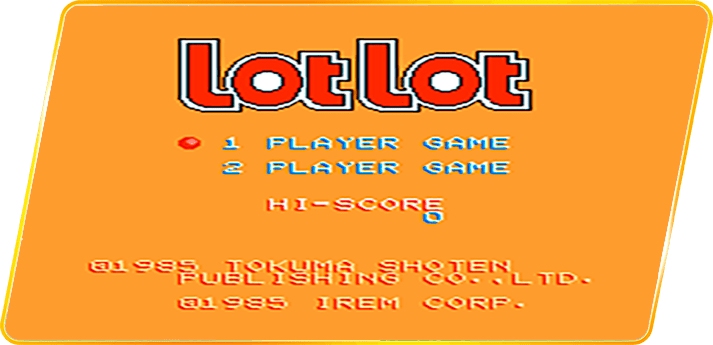 Lot Lot
1 PLAYER GAME
2 PLAYER GAME
HI-SCORE
0
©1985 TOKUMA SHOTEN
PUBLISHING CO.,LTD.
©1985 IREM CORP.